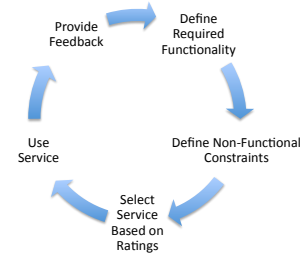 Provide
Feedback
Define
Required
Functionality
Define Non-Functional
Constraints
Select
Service
Based on
Ratings
Use
Service